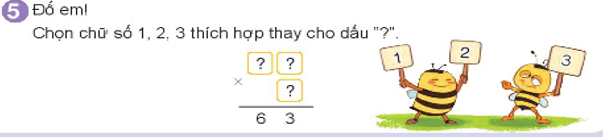 5 Đố em!
Chọn chữ số 1, 2, 3 thích hợp thay cho dấu "?".
1 2 3
? ?
×
?
6 3